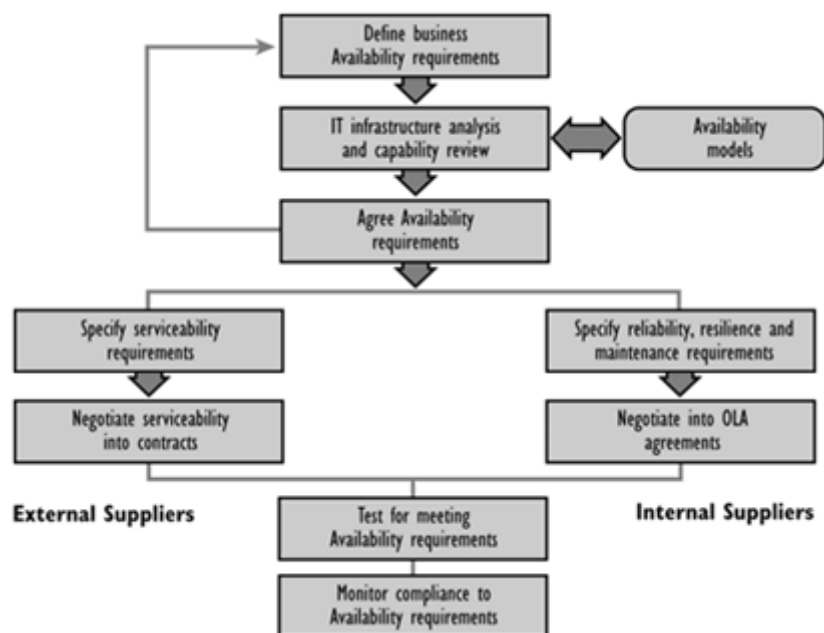 Define business
Availability requirements
IT infrastructure analysis
and capability review
Availability
models
Agree Availability
requirements
Specify serviceability
requirements
Specify reliability, resilience and
maintenance requirements
Negotiate serviceability
into contracts
Negotiate into OLA
agreements
External Suppliers
Internal Suppliers
Test for meeting
Availability requirements
Monitor compliance to
Availability requirements